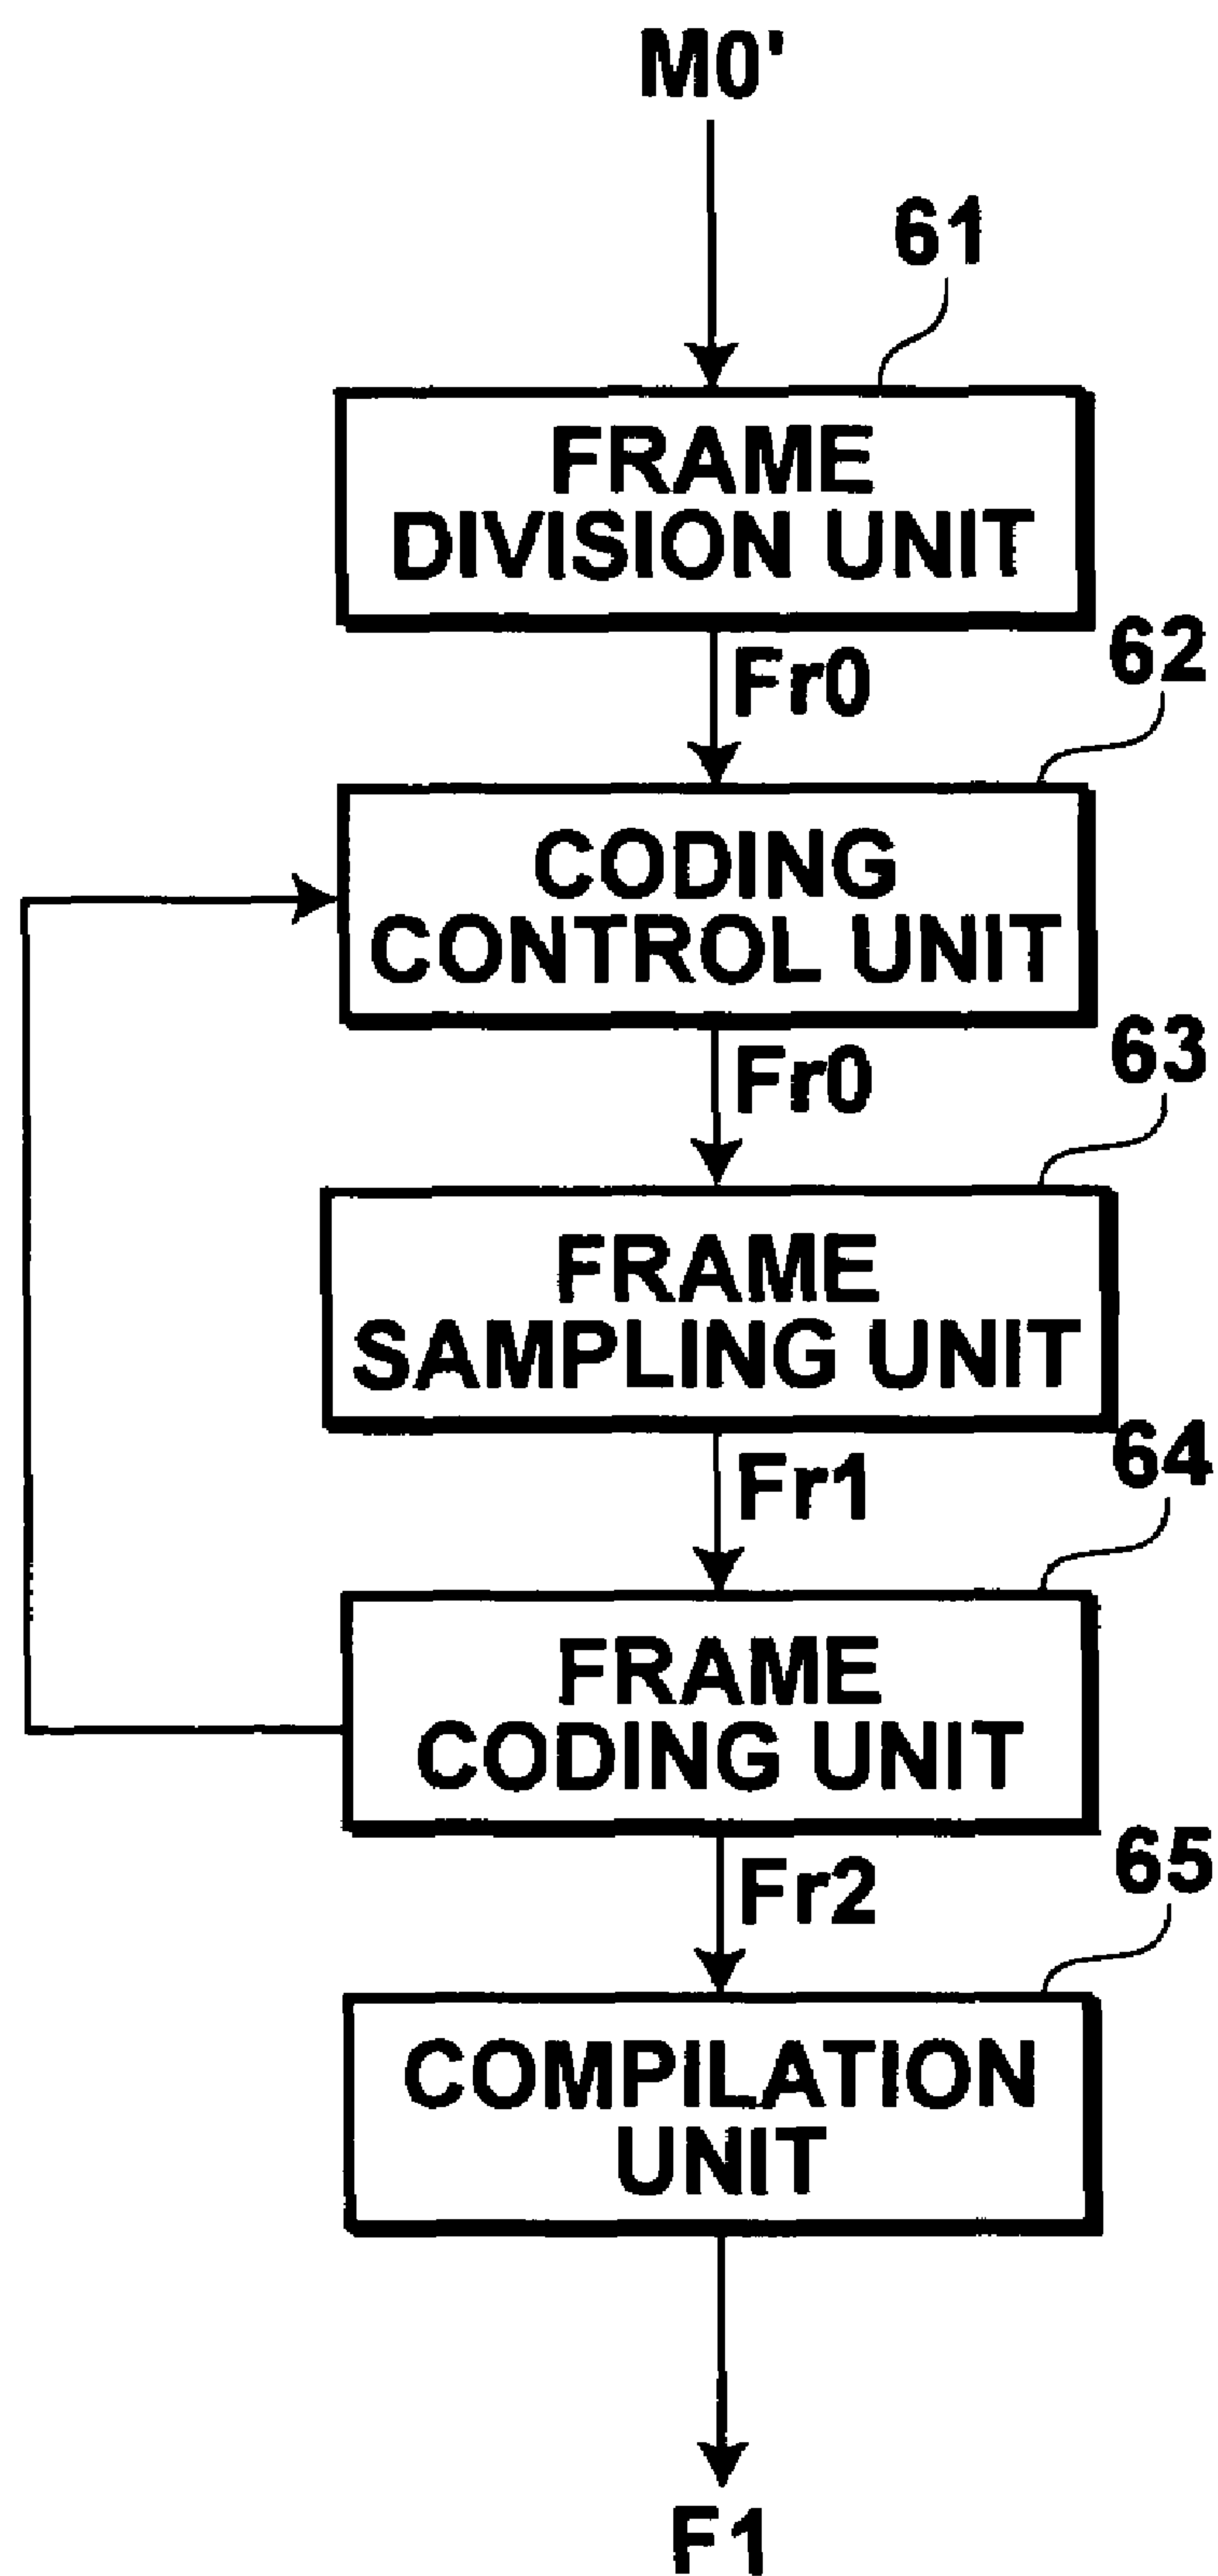 M0'
61
FRAME
DIVISION UNIT
Fr0
62
CODING
CONTROL UNIT
Fr0
63
FRAME
SAMPLING UNIT
Fr1
64
FRAME
CODING UNIT
Fr2
65
COMPILATION
UNIT
F1